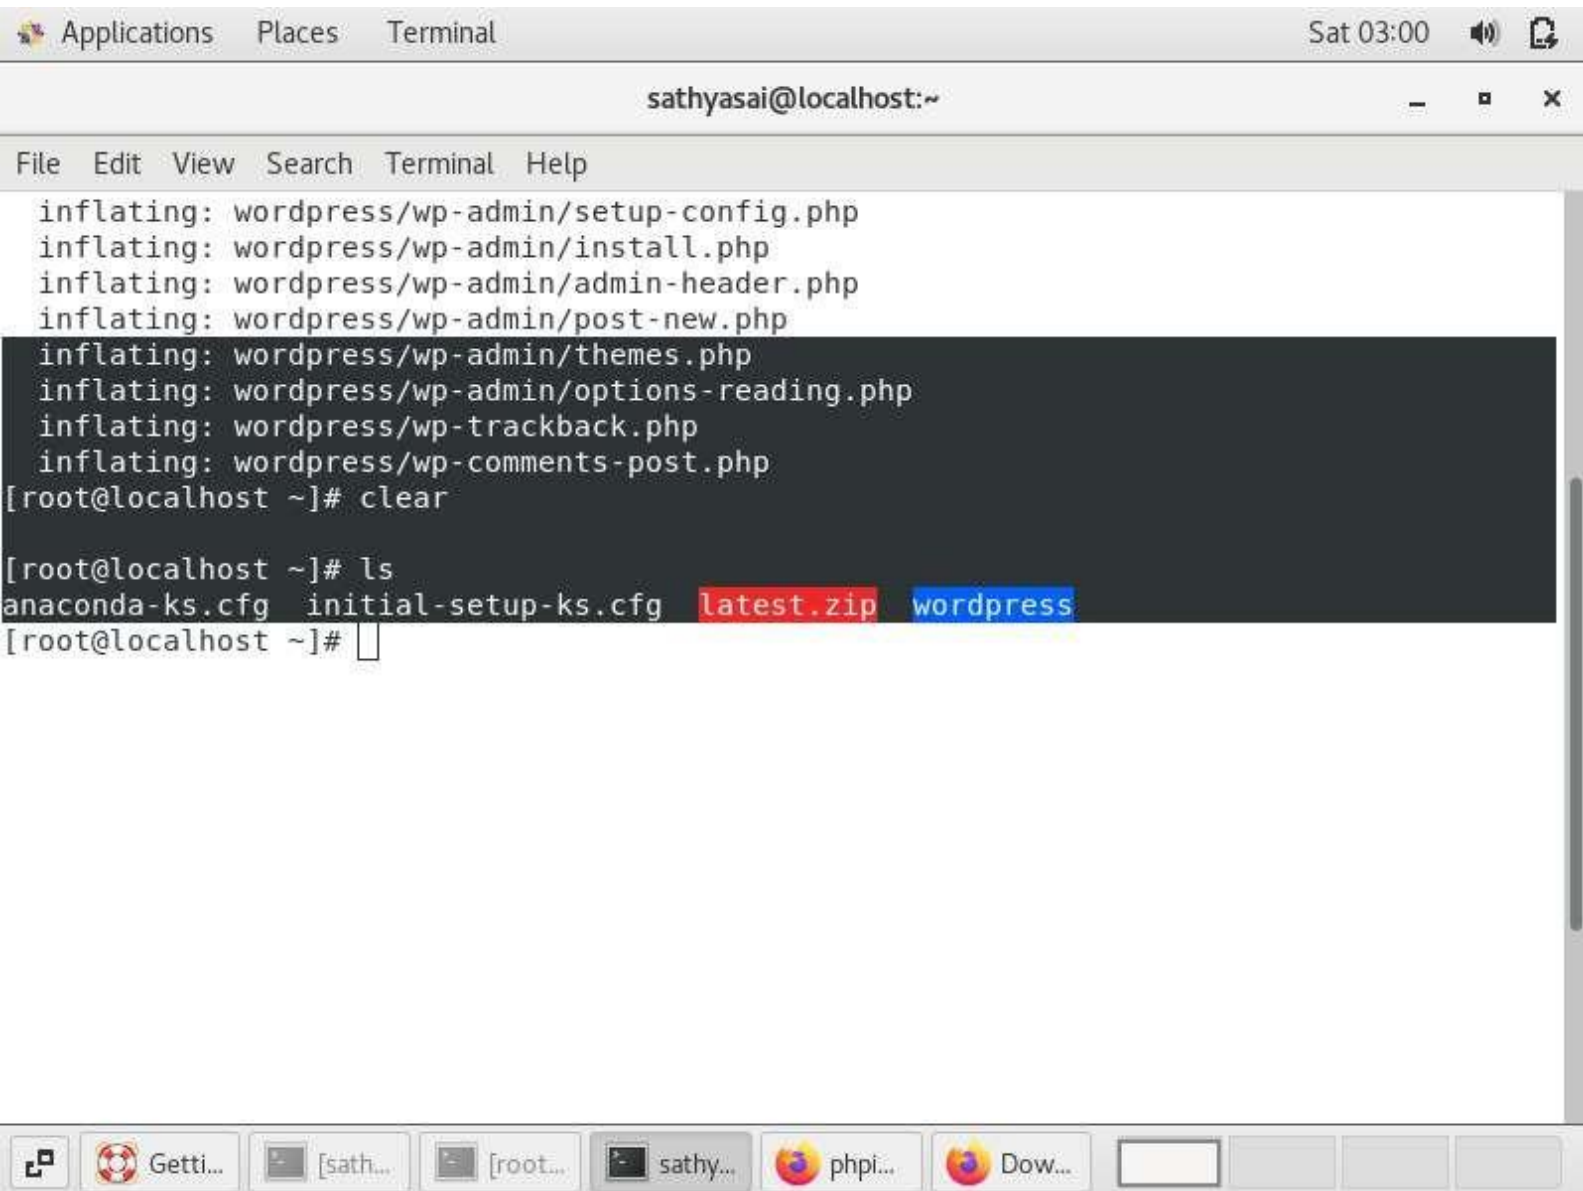 Applications Places Terminal Sat 03:00
sathyasai@localhost:~
File Edit View Search Terminal Help
inflating: wordpress/wp-admin/setup-config.php
inflating: wordpress/wp-admin/install.php
inflating: wordpress/wp-admin/admin-header.php
inflating: wordpress/wp-admin/post-new.php
inflating: wordpress/wp-admin/themes.php
inflating: wordpress/wp-admin/options-reading.php
inflating: wordpress/wp-trackback.php
inflating: wordpress/wp-comments-post.php
[root@localhost ~]# clear
[root@localhost ~]# ls
anaconda-ks.cfg initial-setup-ks.cfg latest.zip wordpress
[root@localhost ~]#
Getti... [sath... [root... sathy... phpi... Dow...